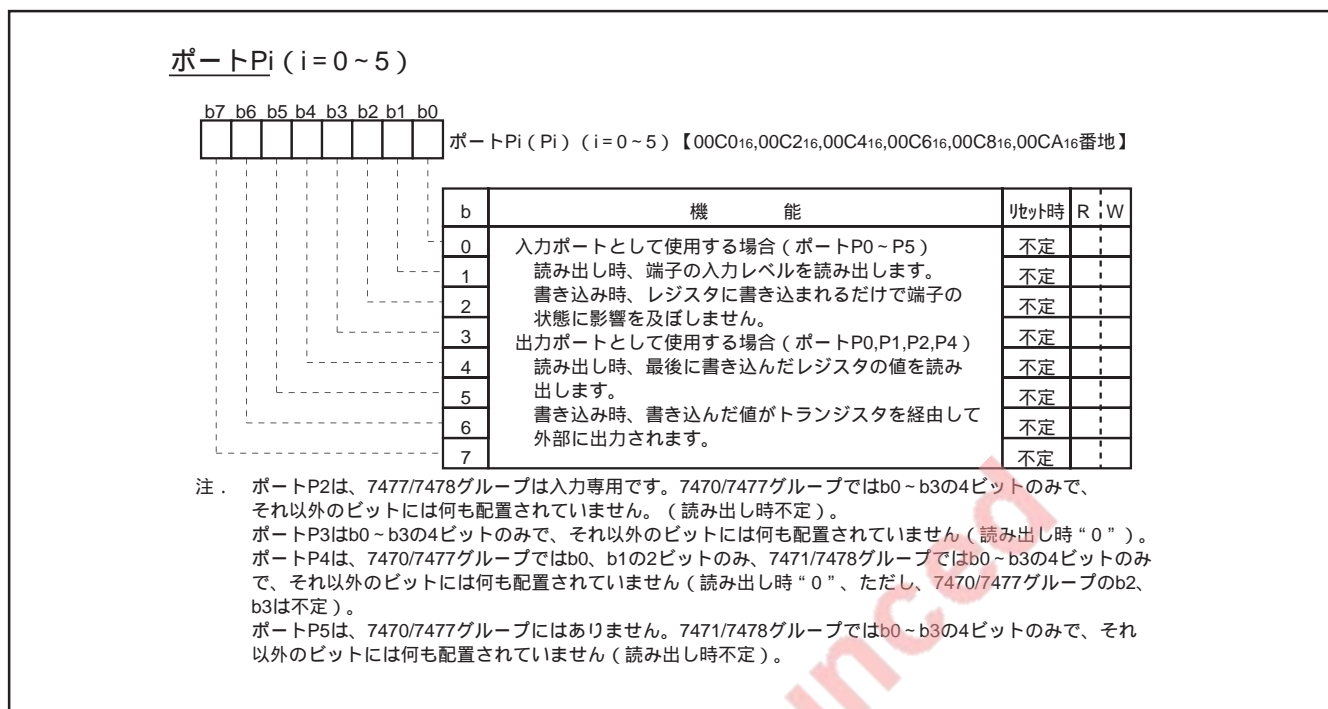 ポートPi（i=0~5）
b7 b6 b5 b4 b3 b2 b1 b0
ポートPi（Pi）（i=0~5）【00C016,00C216,00C416,00C616,00C816,00CA16番地】
b 機 能 リセット時 R W
0 入力ポートとして使用する場合（ポートP0~P5） 不定
1 読み出し時、端子の入力レベルを読み出します。 不定
2 書き込み時、レジスタに書き込まれるだけで端子の 不定
状態に影響を及ぼしません。
3 出力ポートとして使用する場合（ポートP0,P1,P2,P4） 不定
4 読み出し時、最後に書き込んだレジスタの値を読み 不定
5 出します。 不定
6 書き込み時、書き込んだ値がトランジスタを経由して 不定
外部に出力されます。
7 不定
注． ポートP2は、7477/7478グループは入力専用です。7470/7477グループではb0~b3の4ビットのみで、
それ以外のビットには何も配置されていません。（読み出し時不定）。
ポートP3はb0~b3の4ビットのみで、それ以外のビットには何も配置されていません（読み出し時“0”）。
ポートP4は、7470/7477グループではb0、b1の2ビットのみ、7471/7478グループではb0~b3の4ビットのみ
で、それ以外のビットには何も配置されていません（読み出し時“0”、ただし、7470/7477グループのb2、
b3は不定）。
ポートP5は、7470/7477グループにはありません。7471/7478グループではb0~b3の4ビットのみで、それ
以外のビットには何も配置されていません（読み出し時不定）。